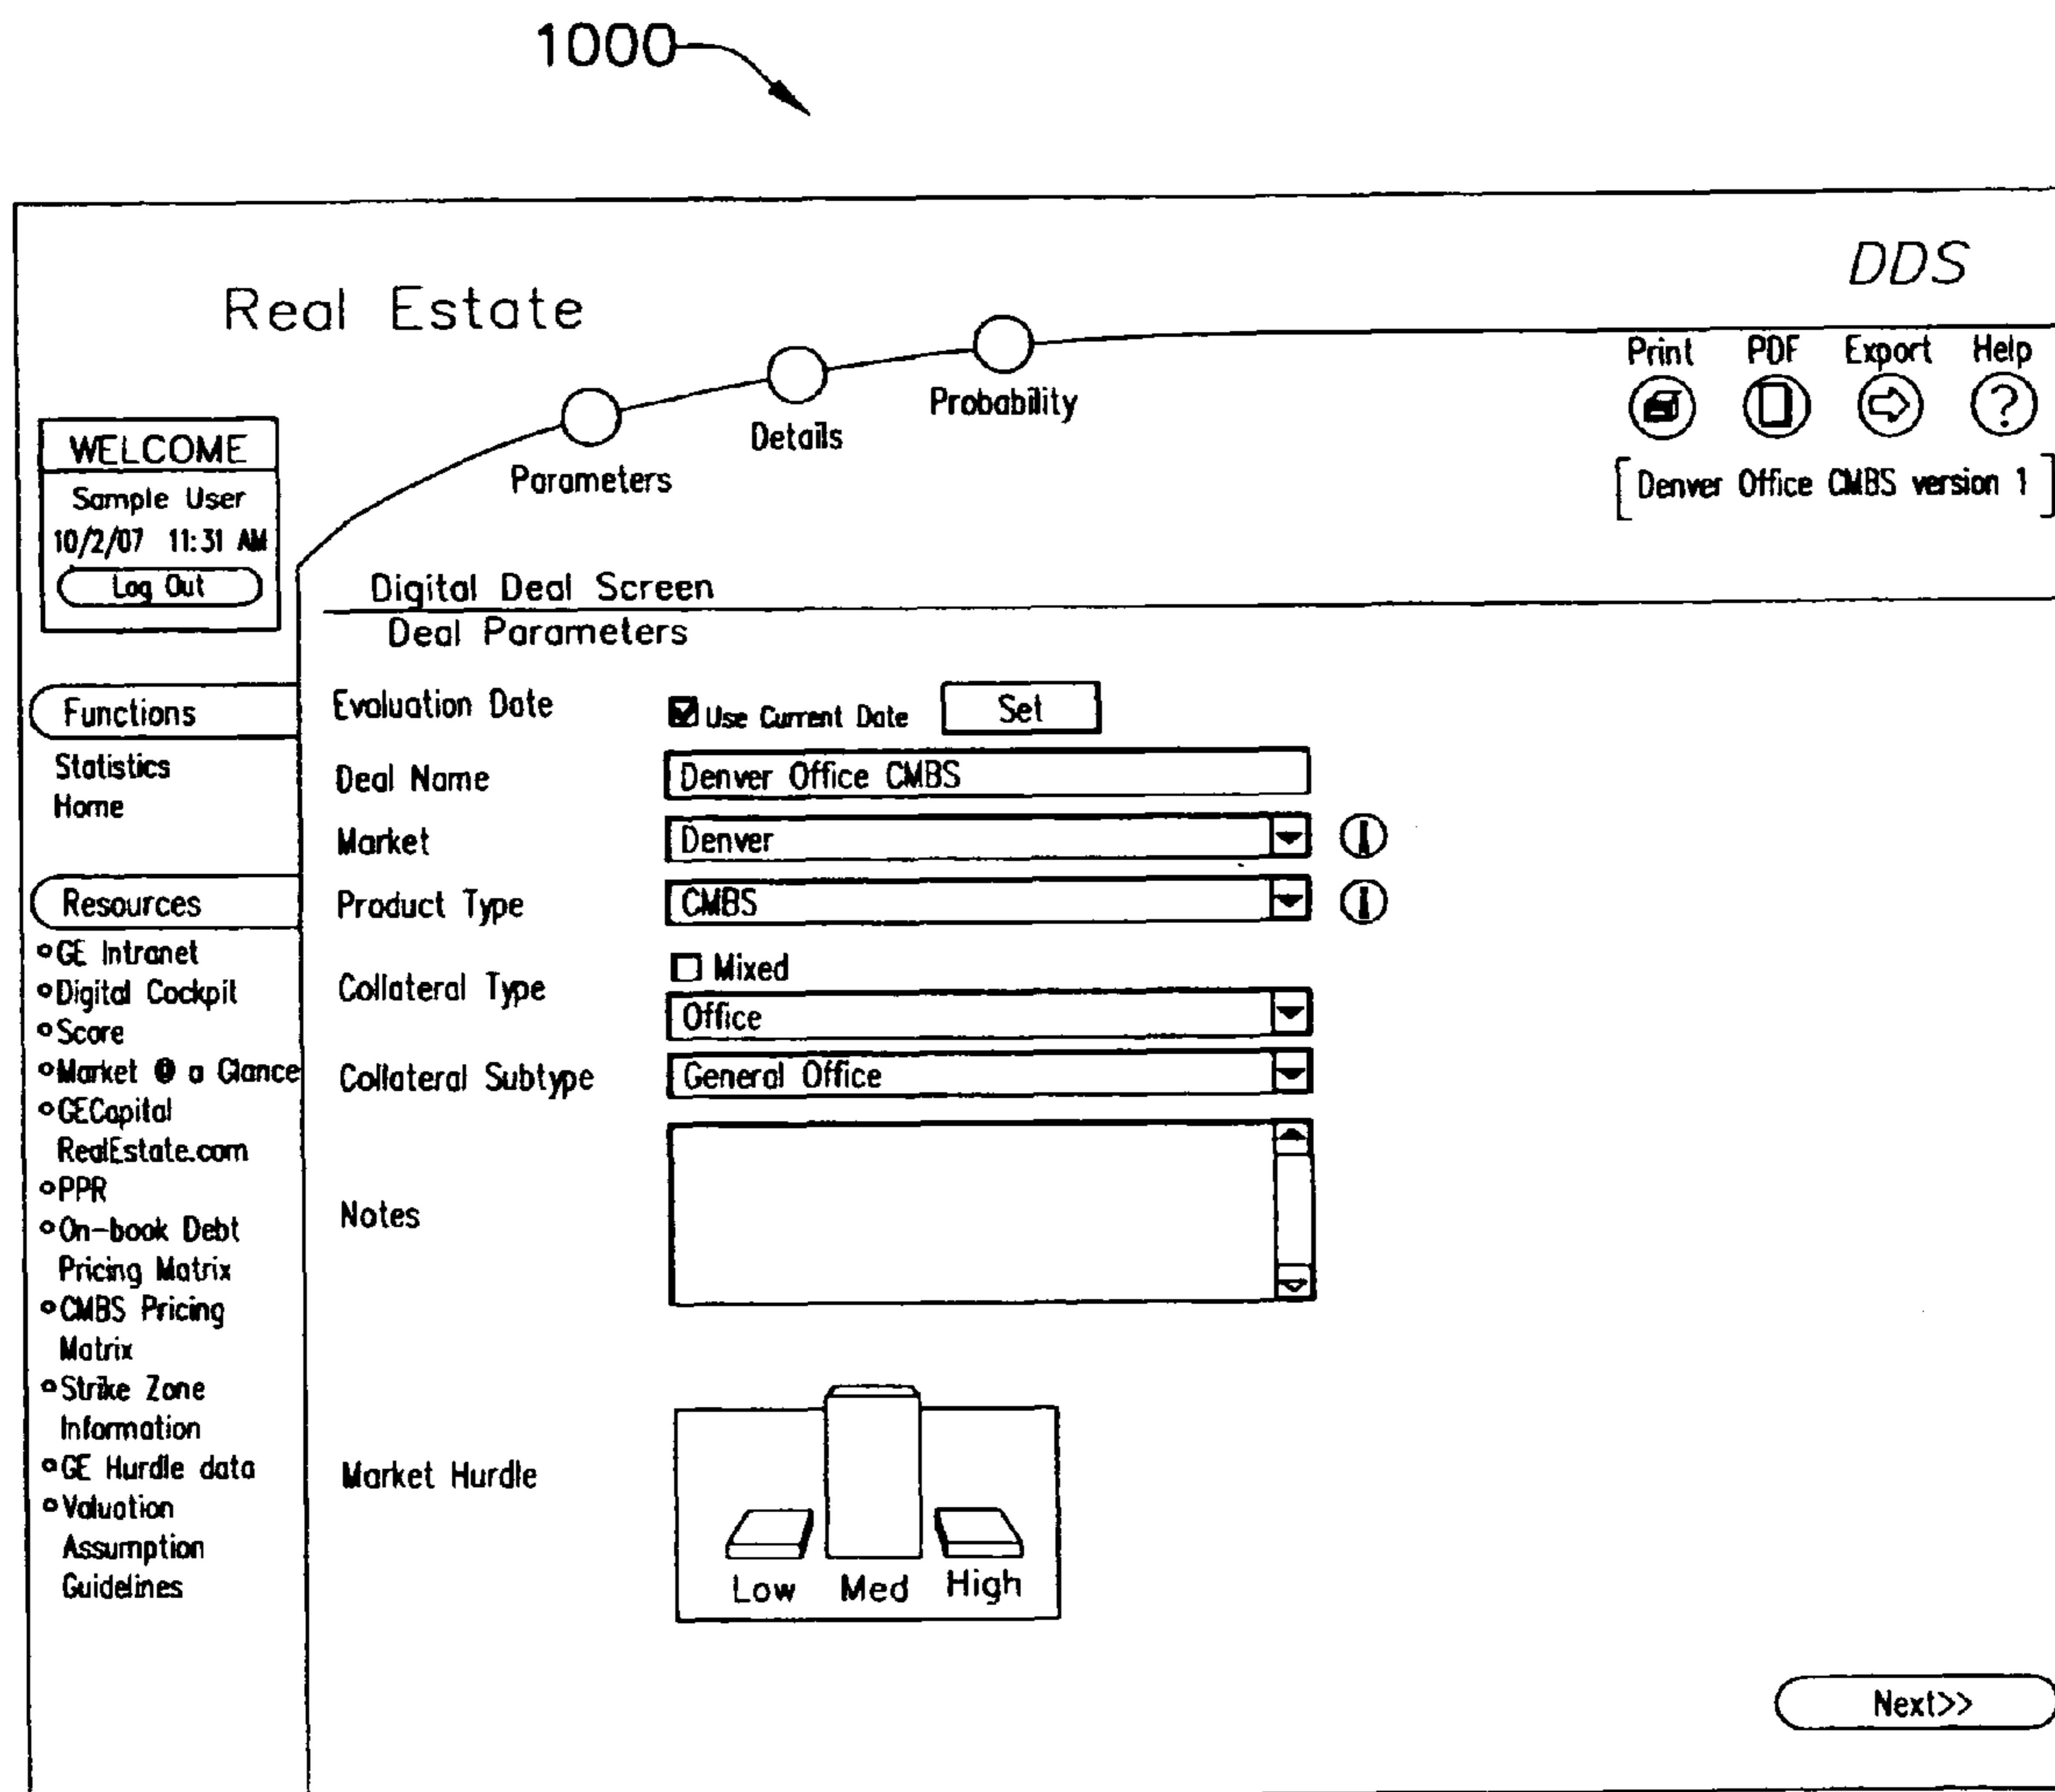 1000
DDS
Real Estate
Print PDF Export Help
Parameters
Details
Probability
[Denver Office CMBS version 1]
WELCOME
Sample User
10/2/07 11:31 AM
Log Out
Functions
Statistics
Home
Resources
GE Intranet
Digital Cockpit
Score
Market @ a Glance
GECapital
RealEstate.com
PPR
On-book Debt
Pricing Matrix
CMBS Pricing
Matrix
Strike Zone
Information
GE Hurdle data
Valuation
Assumption
Guidelines
Digital Deal Screen
Deal Parameters
Evaluation Date Use Current Date Set
Deal Name Denver Office CMBS
Market Denver
Product Type CMBS
Collateral Type Mixed
Office
Collateral Subtype General Office
Notes
Market Hurdle
Low Med High
Next>>